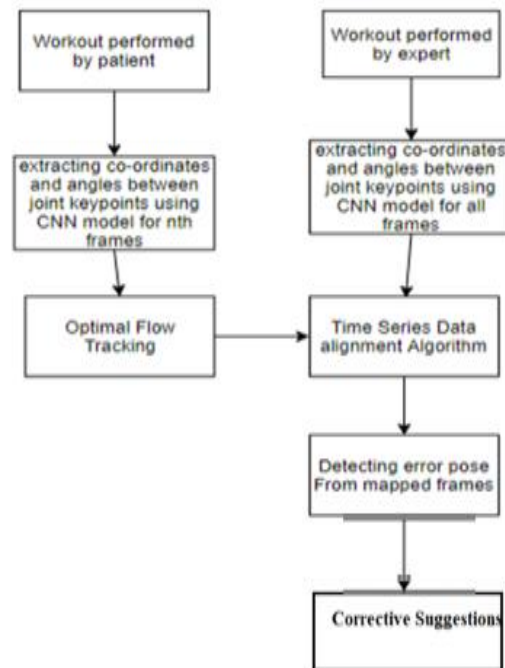 Workout performed
by patient
Workout performed
by expert
extracting co-ordinates
and angles between
joint keypoints using
CNN model for nth
frames
extracting co-ordinates
and angles between
joint keypoints using
CNN model for all
frames
Optimal Flow
Tracking
Time Series Data
alignment Algorithm
Detecting error pose
From mapped frames
Corrective Suggestions